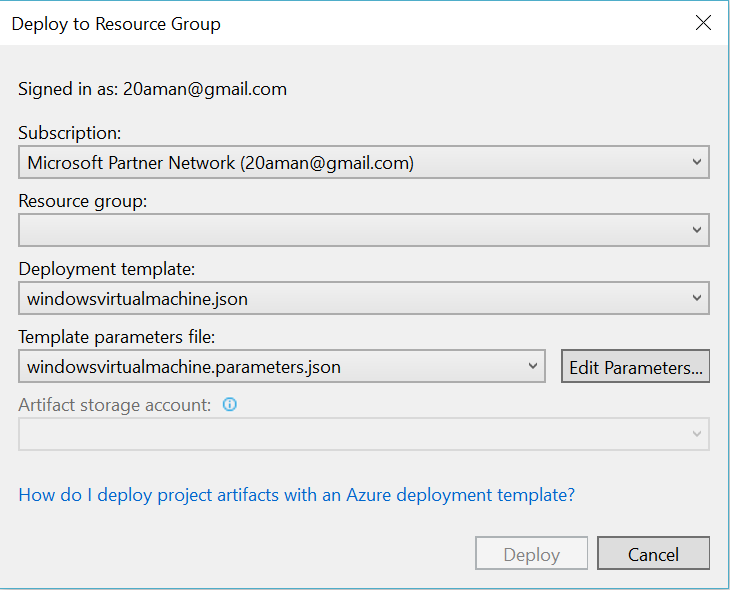 Deploy to Resource Group
Signed in as: 20aman@gmail.com
Subscription:
Microsoft Partner Network (20aman@gmail.com)
Resource group:
Deployment template:
windowsvirtualmachine.json
Template parameters file:
windowsvirtualmachine.parameters.json
Edit Parameters...
Artifact storage account:
How do I deploy project artifacts with an Azure deployment template?
Deploy
Cancel